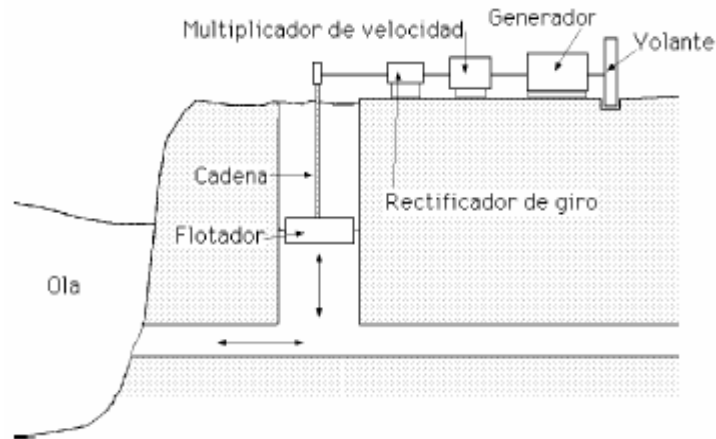 Generador
Multiplicador de velocidad
Volante
Cadena
Rectificador de giro
Flotador
Ola